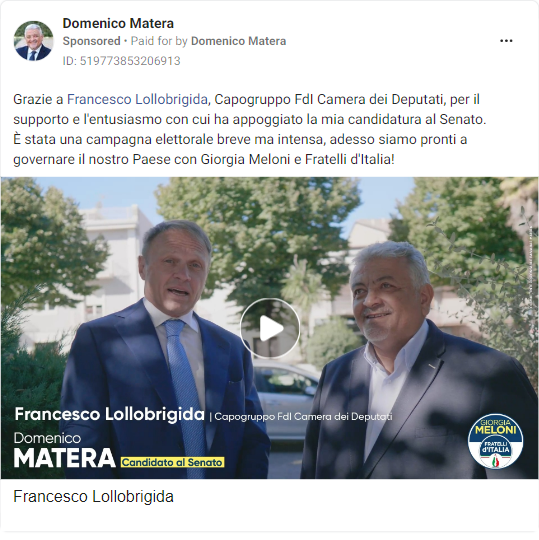 Domenico Matera
Sponsored • Paid for by Domenico Matera
ID: 519773853206913
Grazie a Francesco Lollobrigida, Capogruppo FdI Camera dei Deputati, per il
supporto e l'entusiasmo con cui ha appoggiato la mia candidatura al Senato.
È stata una campagna elettorale breve ma intensa, adesso siamo pronti a
governare il nostro Paese con Giorgia Meloni e Fratelli d'Italia!
Francesco Lollobrigida | Capogruppo FdI Camera dei Deputati
Domenico
MATERA Candidato al Senato
GIORGIA
MELONI
FRATELLI
d'ITALIA
Francesco Lollobrigida